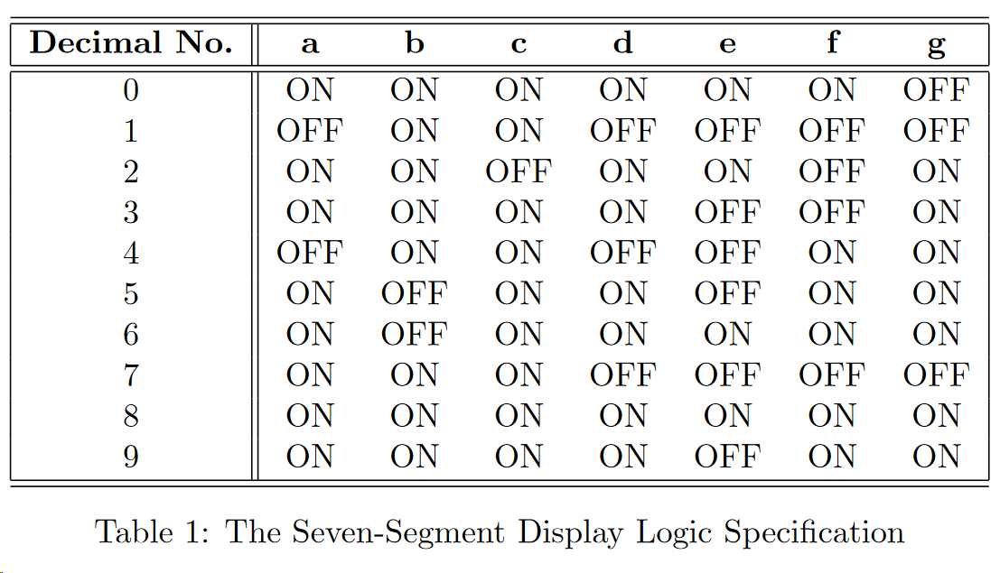 Decimal No. a b c d e f g
0 ON ON ON ON ON ON OFF
1 OFF ON ON OFF OFF OFF OFF
2 ON ON OFF ON ON OFF ON
3 ON ON ON ON OFF OFF ON
4 OFF ON ON OFF OFF ON ON
5 ON OFF ON ON OFF ON ON
6 ON OFF ON ON ON ON ON
7 ON ON ON OFF OFF OFF OFF
8 ON ON ON ON ON ON ON
9 ON ON ON ON OFF ON ON
Table 1: The Seven-Segment Display Logic Specification